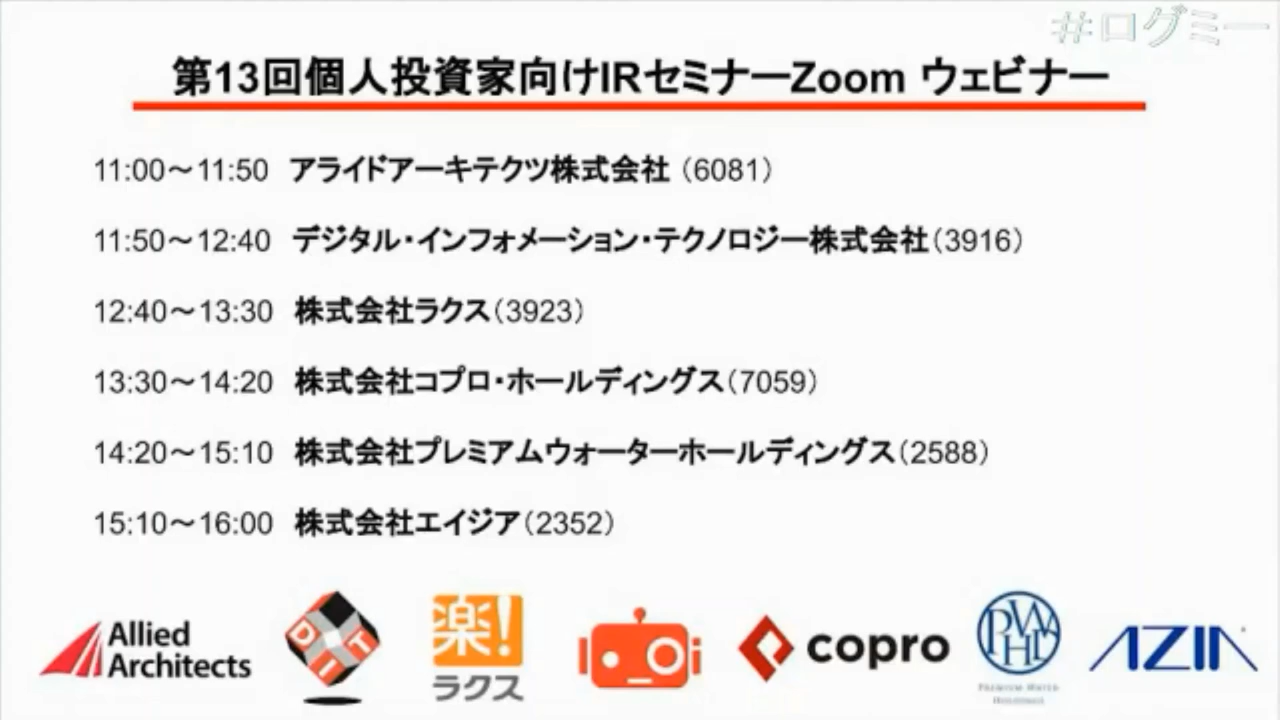 #ログミー
第13回個人投資家向けIRセミナーZoom ウェビナー
11:00～11:50 アライドアーキテクツ株式会社（6081）
11:50～12:40 デジタル・インフォメーション・テクノロジー株式会社（3916）
12:40～13:30 株式会社ラクス（3923）
13:30～14:20 株式会社コプロ・ホールディングス（7059）
14:20～15:10 株式会社プレミアムウォーターホールディングス（2588）
15:10～16:00 株式会社エイジア（2352）
Allied
Architects
DIT
楽!
ラクス
copro
PWHD
Premium Water
Holdings
AZIA